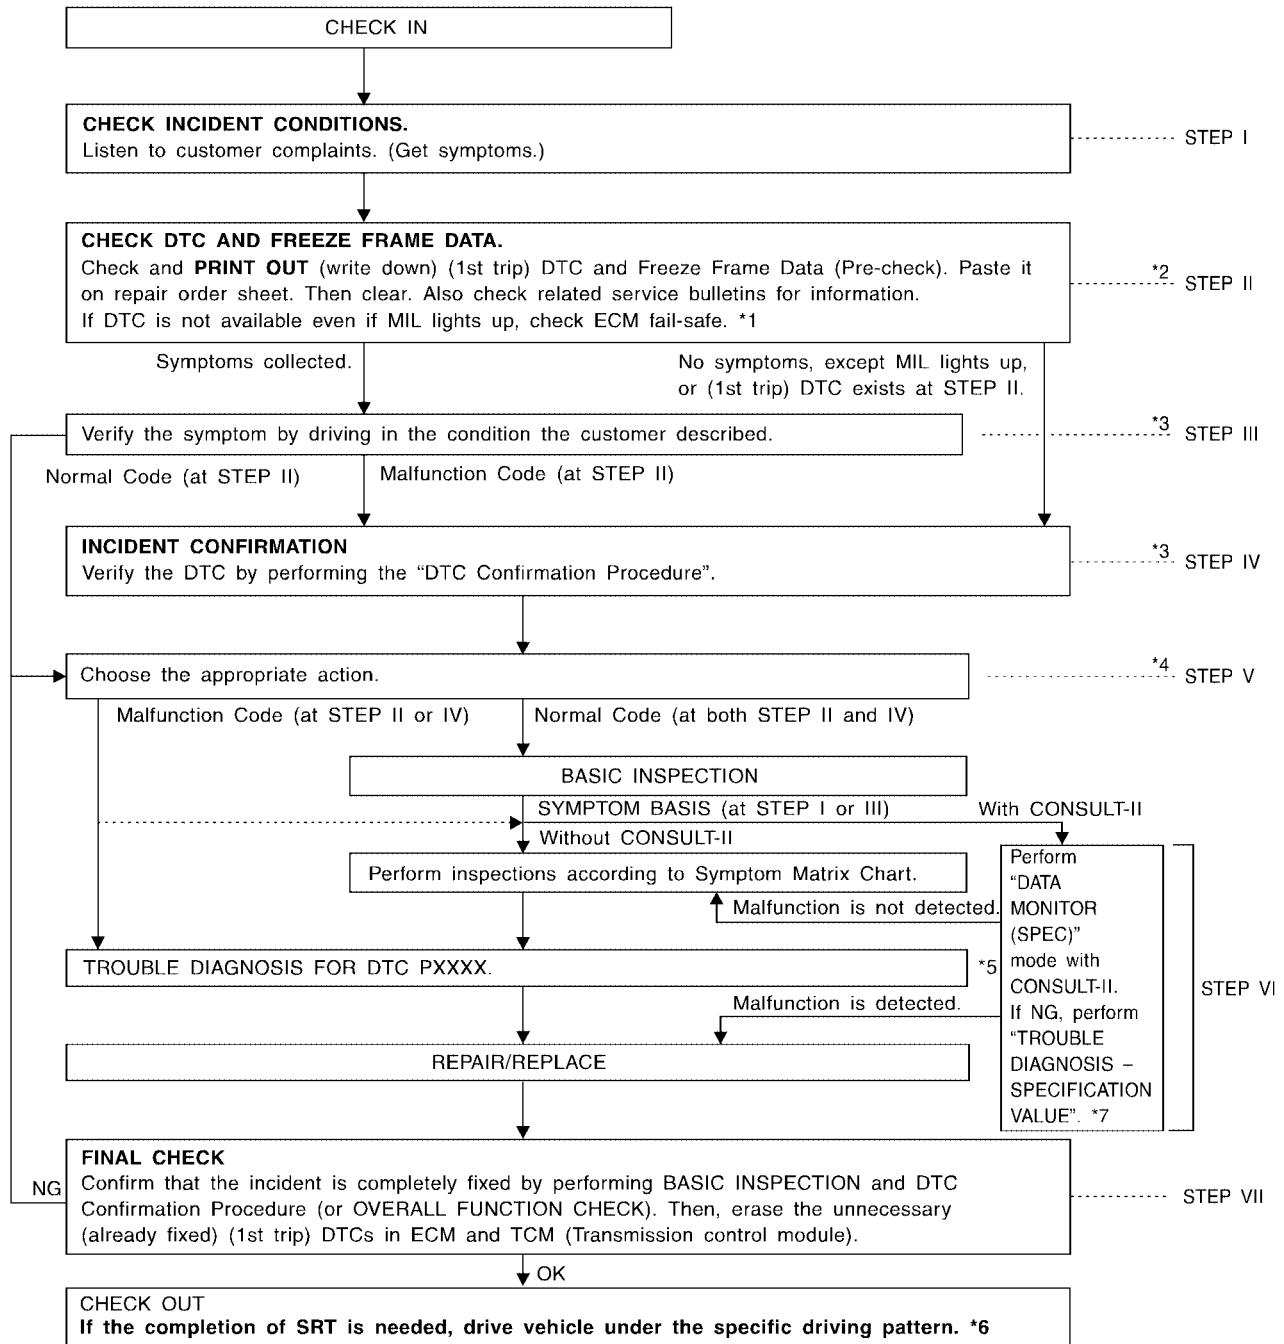 CHECK IN
CHECK INCIDENT CONDITIONS.
Listen to customer complaints. (Get symptoms.)
STEP I
CHECK DTC AND FREEZE FRAME DATA.
Check and PRINT OUT (write down) (1st trip) DTC and Freeze Frame Data (Pre-check). Paste it
on repair order sheet. Then clear. Also check related service bulletins for information.
If DTC is not available even if MIL lights up, check ECM fail-safe. *1
*2
STEP II
Symptoms collected.
No symptoms, except MIL lights up,
or (1st trip) DTC exists at STEP II.
Verify the symptom by driving in the condition the customer described.
*3
STEP III
Normal Code (at STEP II)
Malfunction Code (at STEP II)
INCIDENT CONFIRMATION
Verify the DTC by performing the “DTC Confirmation Procedure”.
*3
STEP IV
Choose the appropriate action.
*4
STEP V
Malfunction Code (at STEP II or IV)
Normal Code (at both STEP II and IV)
BASIC INSPECTION
SYMPTOM BASIS (at STEP I or III)
With CONSULT-II
Without CONSULT-II
Perform inspections according to Symptom Matrix Chart.
Malfunction is not detected.
TROUBLE DIAGNOSIS FOR DTC PXXXX.
*5
Malfunction is detected.
REPAIR/REPLACE
Perform
“DATA
MONITOR
(SPEC)”
mode with
CONSULT-II.
If NG, perform
“TROUBLE
DIAGNOSIS –
SPECIFICATION
VALUE”. *7
STEP VI
FINAL CHECK
Confirm that the incident is completely fixed by performing BASIC INSPECTION and DTC
Confirmation Procedure (or OVERALL FUNCTION CHECK). Then, erase the unnecessary
(already fixed) (1st trip) DTCs in ECM and TCM (Transmission control module).
NG
STEP VII
OK
CHECK OUT
If the completion of SRT is needed, drive vehicle under the specific driving pattern. *6